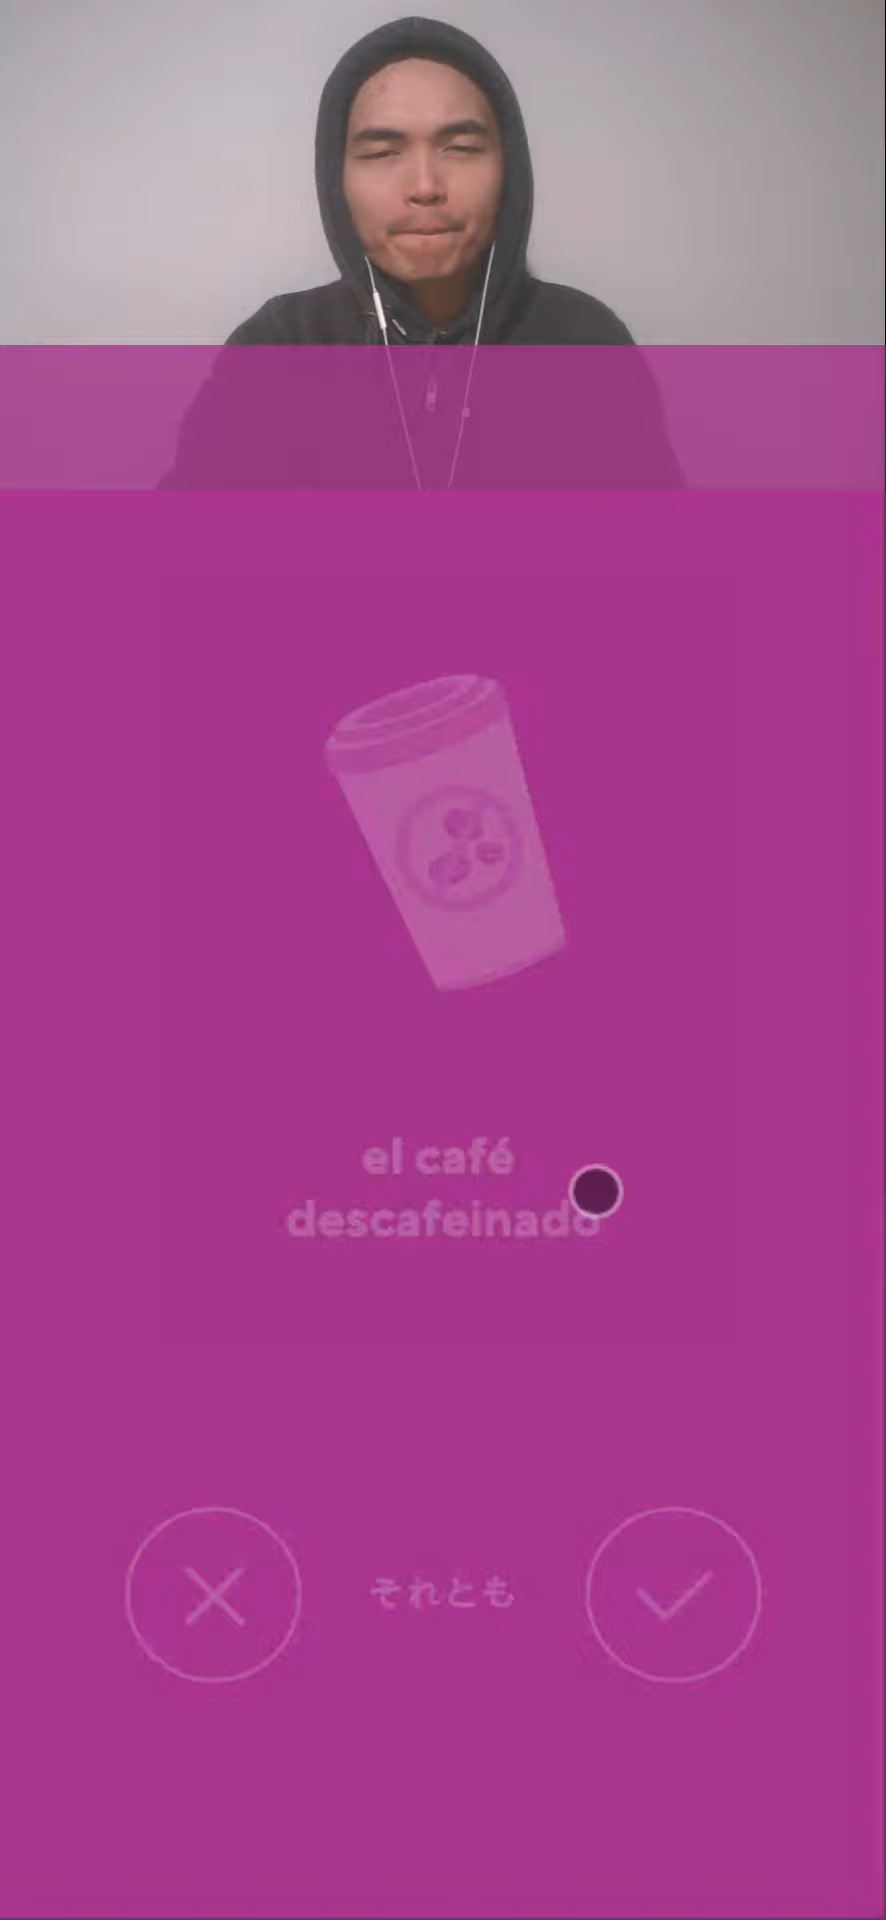 el café
descafeinado
それとも